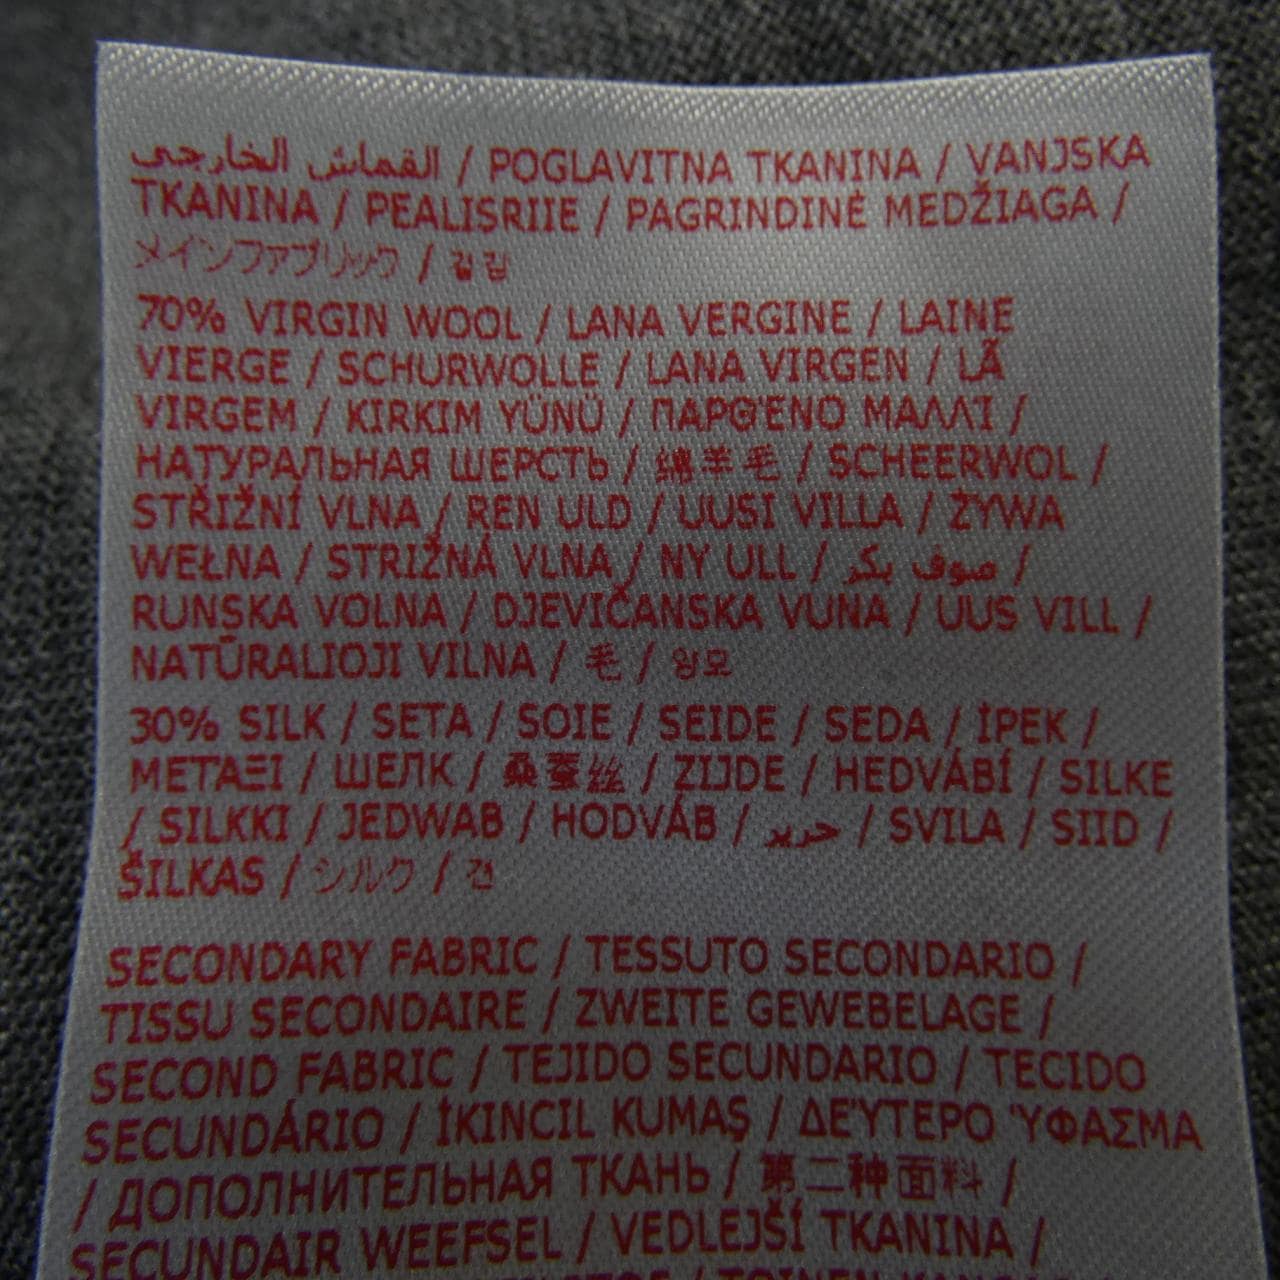 القماش الخارجي / POGLAVITNA TKANINA / VANJSKA
TKANINA / PEALISRIIE / PAGRINDINĖ MEDŽIAGA /
メインファブリック / 겉감
70% VIRGIN WOOL / LANA VERGINE / LAINE
VIERGE / SCHURWOLLE / LANA VIRGEN / LÃ
VIRGEM / KIRKIM YÜNÜ / ΠΑΡΘΈΝΟ ΜΑΛΛΊ /
НАТУРАЛЬНАЯ ШЕРСТЬ / 绵羊毛 / SCHEERWOL /
STŘIŽNÍ VLNA / REN ULD / UUSI VILLA / ŻYWA
WEŁNA / STRIŽNÁ VLNA / NY ULL / صوف بكر /
RUNSKA VOLNA / DJEVIČANSKA VUNA / UUS VILL /
NATŪRALIOJI VILNA / 毛 / 양모
30% SILK / SETA / SOIE / SEIDE / SEDA / İPEK /
ΜΕΤΑΞΙ / ШЕЛК / 桑蚕丝 / ZIJDE / HEDVÁBÍ / SILKE
/ SILKKI / JEDWAB / HODVÁB / حرير / SVILA / SIID /
ŠILKAS / シルク / 견
SECONDARY FABRIC / TESSUTO SECONDARIO /
TISSU SECONDAIRE / ZWEITE GEWEBELAGE /
SECOND FABRIC / TEJIDO SECUNDARIO / TECIDO
SECUNDÁRIO / İKINCIL KUMAŞ / ΔΕΎΤΕΡΟ ΎΦΑΣΜΑ
/ ДОПОЛНИТЕЛЬНАЯ ТКАНЬ / 第二种面料 /
SECUNDAIR WEEFSEL / VEDLEJŠÍ TKANINA /